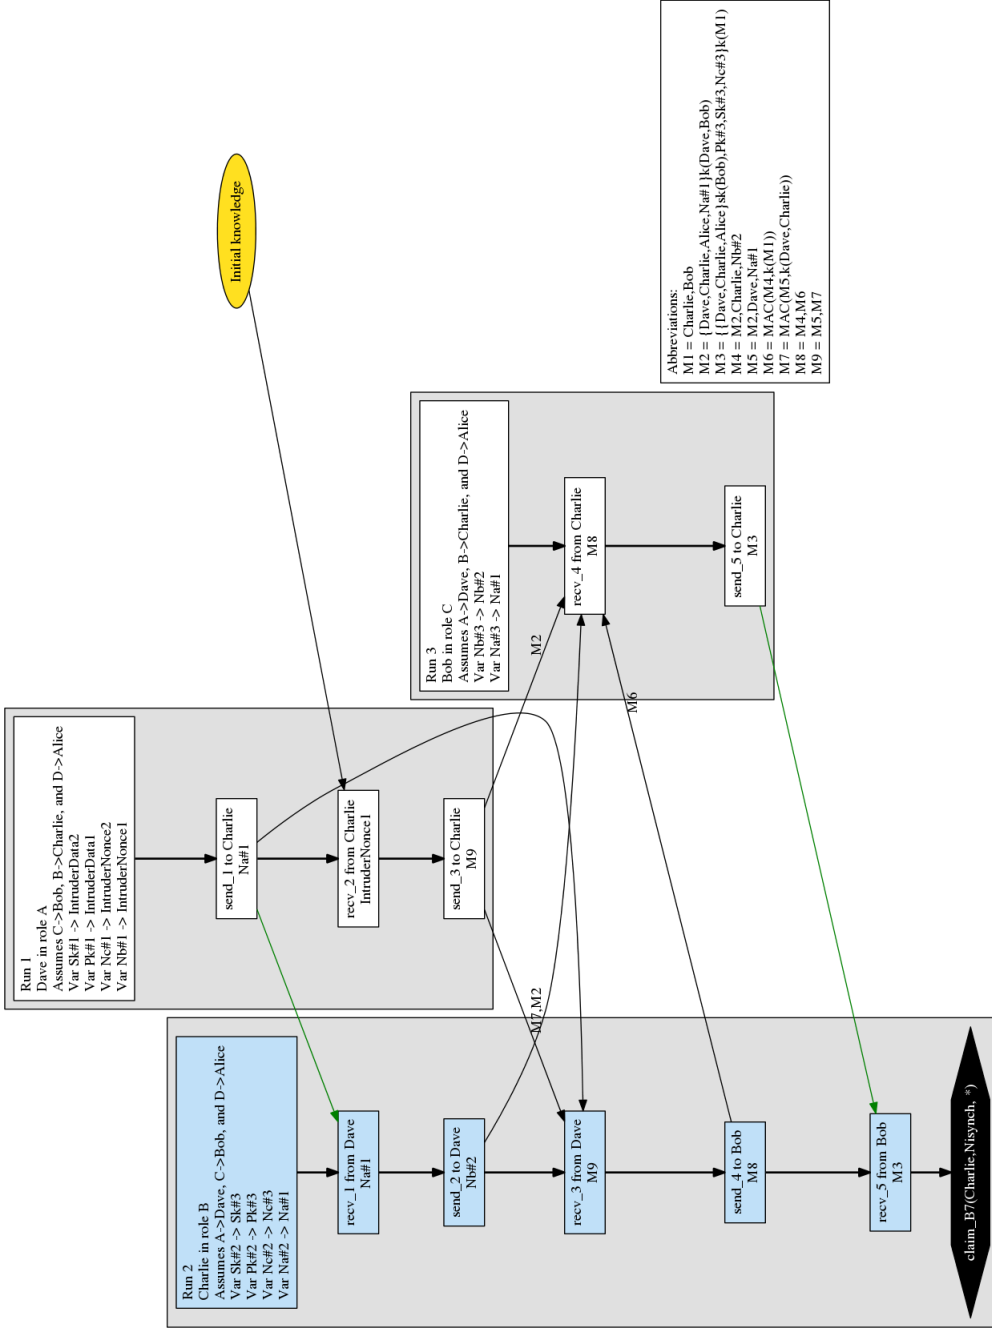 Run 1
Dave in role A
Assumes C->Bob, B->Charlie, and D->Alice
Var Sk#1 -> IntruderData2
Var Pk#1 -> IntruderData1
Var Nc#1 -> IntruderNonce2
Var Nb#1 -> IntruderNonce1
send_1 to Charlie
Na#1
recv_2 from Charlie
IntruderNonce1
send_3 to Charlie
M9
Initial knowledge
Run 2
Charlie in role B
Assumes A->Dave, C->Bob, and D->Alice
Var Sk#2 -> Sk#3
Var Pk#2 -> Pk#3
Var Nc#2 -> Nc#3
Var Na#2 -> Na#1
recv_1 from Dave
Na#1
send_2 to Dave
Nb#2
recv_3 from Dave
M9
send_4 to Bob
M8
recv_5 from Bob
M3
claim_B7(Charlie,Nisynch, *)
M7,M2
M2
M6
Run 3
Bob in role C
Assumes A->Dave, B->Charlie, and D->Alice
Var Nb#3 -> Nb#2
Var Na#3 -> Na#1
recv_4 from Charlie
M8
send_5 to Charlie
M3
Abbreviations:
M1 = Charlie,Bob
M2 = {Dave,Charlie,Alice,Na#1}k(Dave,Bob)
M3 = {{Dave,Charlie,Alice}sk(Bob),Pk#3,Sk#3,Nc#3}k(M1)
M4 = M2,Charlie,Nb#2
M5 = M2,Dave,Na#1
M6 = MAC(M4,k(M1))
M7 = MAC(M5,k(Dave,Charlie))
M8 = M4,M6
M9 = M5,M7